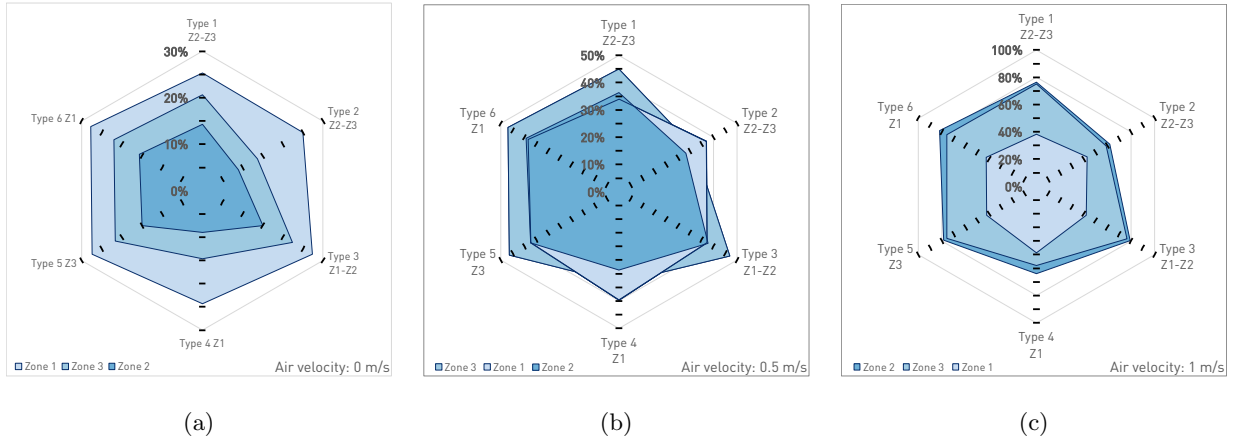 Type 1
Z2-Z3
30%
20%
10%
0%
Type 2
Z2-Z3
Type 3
Z1-Z2
Type 4 Z1
Type 5 Z3
Type 6 Z1
Zone 1 Zone 3 Zone 2
Air velocity: 0 m/s
(a)
Type 1
Z2-Z3
50%
40%
30%
20%
10%
0%
Type 2
Z2-Z3
Type 3
Z1-Z2
Type 4
Z1
Type 5
Z3
Type 6
Z1
Zone 3 Zone 1 Zone 2
Air velocity: 0.5 m/s
(b)
Type 1
Z2-Z3
100%
80%
60%
40%
20%
0%
Type 2
Z2-Z3
Type 3
Z1-Z2
Type 4
Z1
Type 5
Z3
Type 6
Z1
Zone 2 Zone 3 Zone 1
Air velocity: 1 m/s
(c)